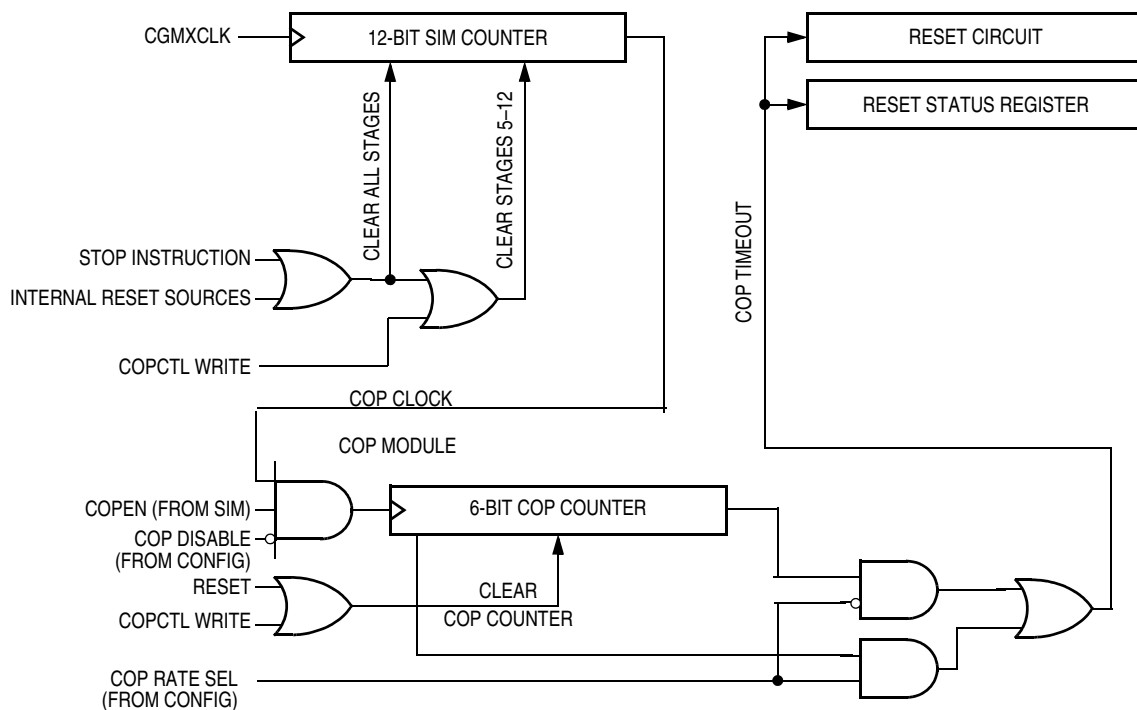 CGMXCLK
12-BIT SIM COUNTER
RESET CIRCUIT
RESET STATUS REGISTER
CLEAR ALL STAGES
CLEAR STAGES 5–12
COP TIMEOUT
STOP INSTRUCTION
INTERNAL RESET SOURCES
COPCTL WRITE
COP CLOCK
COP MODULE
COPEN (FROM SIM)
6-BIT COP COUNTER
COP DISABLE
(FROM CONFIG)
RESET
CLEAR
COP COUNTER
COPCTL WRITE
COP RATE SEL
(FROM CONFIG)